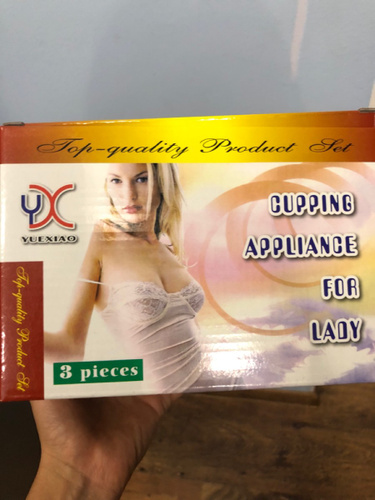 Top-quality Product Set
YX
YUEXIAO
CUPPING
APPLIANCE
FOR
LADY
Top-quality Product Set
3 pieces